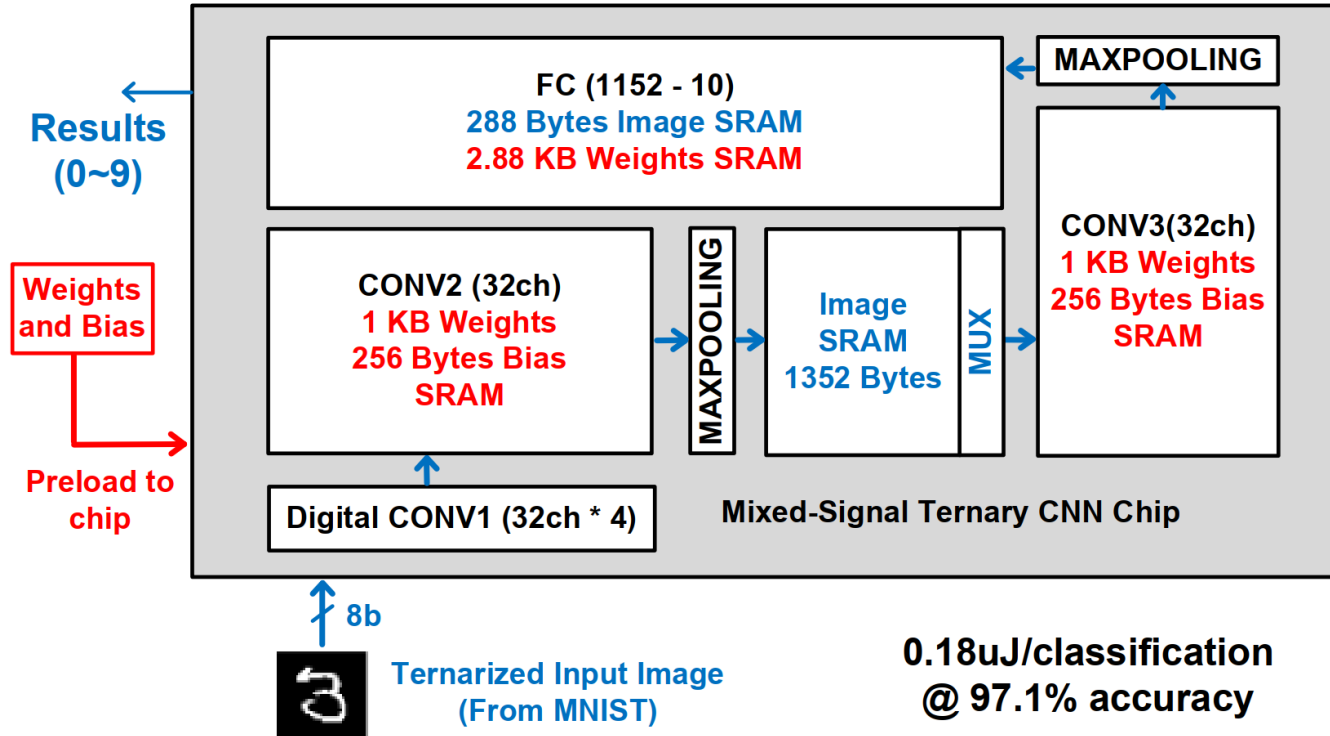 FC (1152 - 10)
288 Bytes Image SRAM
2.88 KB Weights SRAM
MAXPOOLING
Results
(0~9)
CONV2 (32ch)
1 KB Weights
256 Bytes Bias
SRAM
MAXPOOLING
Image
SRAM
1352 Bytes
MUX
CONV3(32ch)
1 KB Weights
256 Bytes Bias
SRAM
Weights
and Bias
Preload to
chip
Digital CONV1 (32ch * 4)
Mixed-Signal Ternary CNN Chip
8b
3
Ternarized Input Image
(From MNIST)
0.18uJ/classification
@ 97.1% accuracy